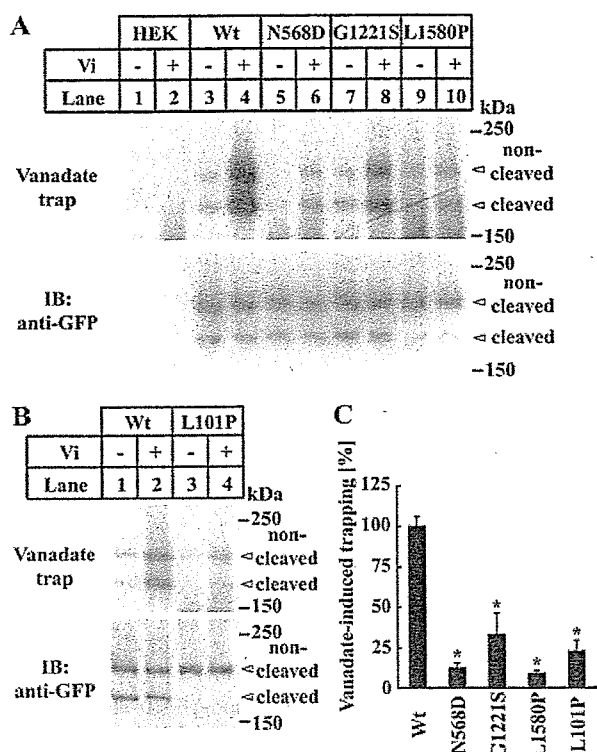 A
HEK Wt N568D G1221S L1580P
Vi - + - + - + - + - +
Lane 1 2 3 4 5 6 7 8 9 10
kDa
Vanadate trap
250
non-cleaved
cleaved
150
IB: anti-GFP
250
non-cleaved
cleaved
150
B
Wt L101P
Vi - + - +
Lane 1 2 3 4
kDa
Vanadate trap
250
non-cleaved
cleaved
150
IB: anti-GFP
250
non-cleaved
cleaved
150
C
Vanadate-induced trapping [%]
125
100
75
50
25
0
* * * *
Wt
N568D
G1221S
L1580P
L101P